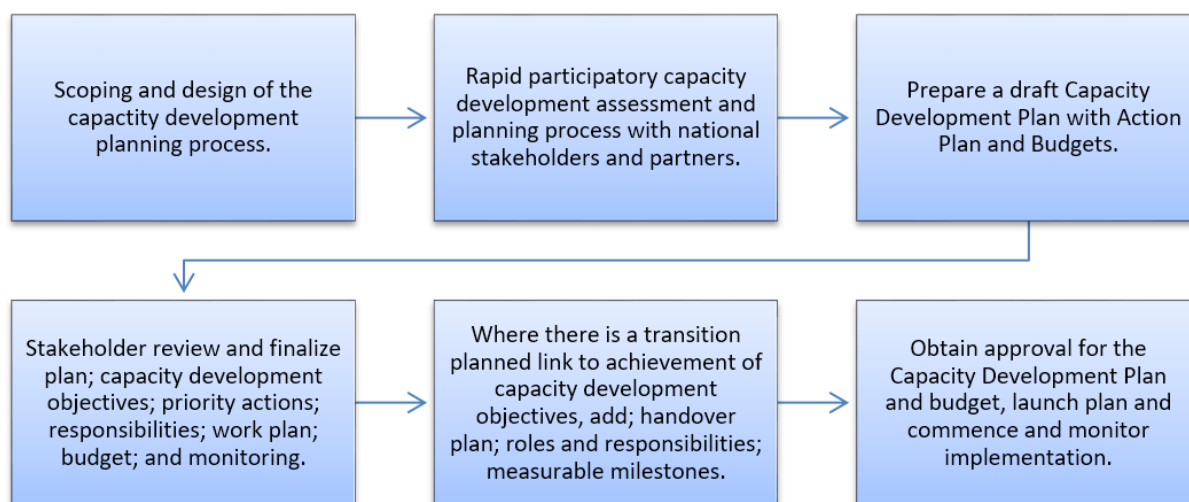 Scoping and design of the
capactity development
planning process.
Rapid participatory capacity
development assessment and
planning process with national
stakeholders and partners.
Prepare a draft Capacity
Development Plan with Action
Plan and Budgets.
Stakeholder review and finalize
plan; capacity development
objectives; priority actions;
responsibilities; work plan;
budget; and monitoring.
Where there is a transition
planned link to achievement of
capacity development
objectives, add; handover
plan; roles and responsibilities;
measurable milestones.
Obtain approval for the
Capacity Development Plan
and budget, launch plan and
commence and monitor
implementation.